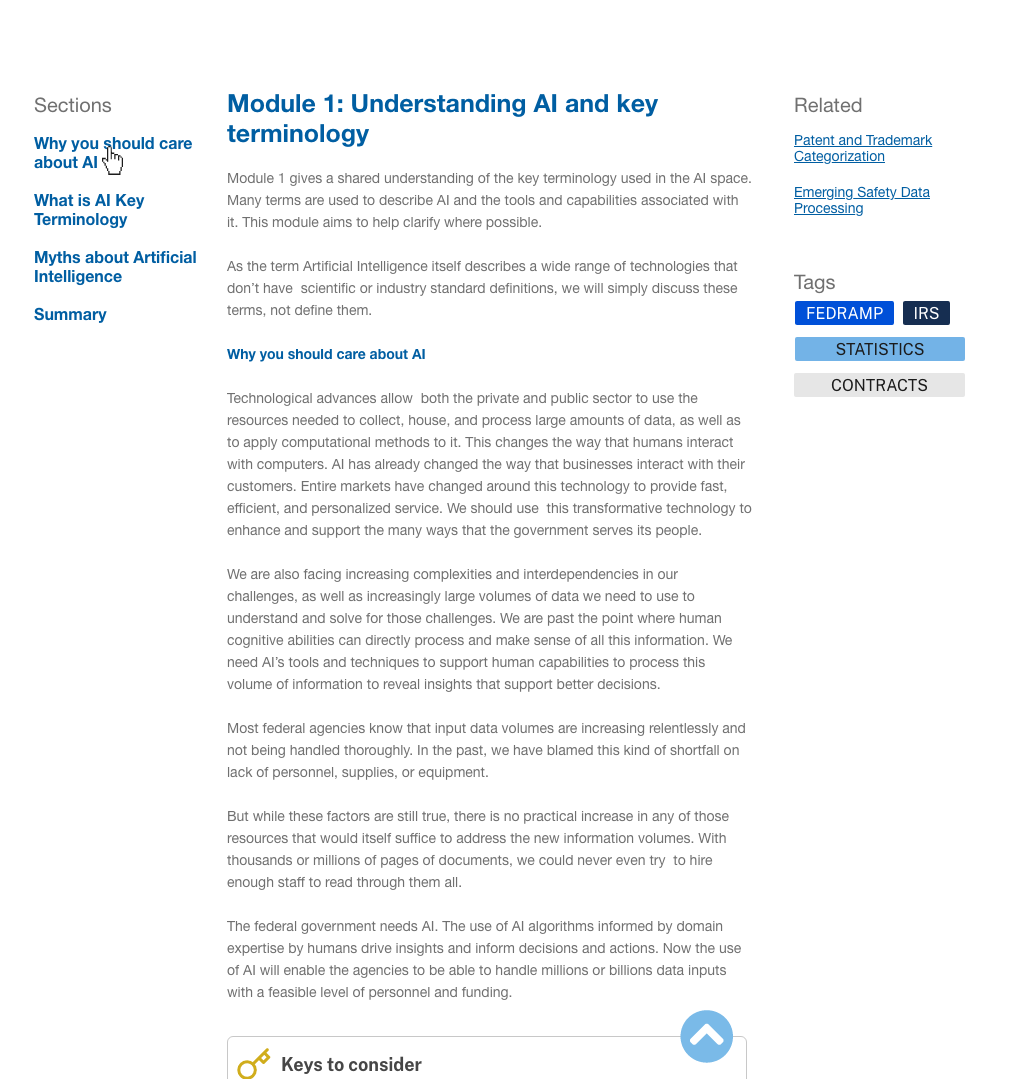 Sections
Why you should care
about AI
What is AI Key
Terminology
Myths about Artificial
Intelligence
Summary
Module 1: Understanding AI and key
terminology
Module 1 gives a shared understanding of the key terminology used in the AI space.
Many terms are used to describe AI and the tools and capabilities associated with
it. This module aims to help clarify where possible.
As the term Artificial Intelligence itself describes a wide range of technologies that
don’t have  scientific or industry standard definitions, we will simply discuss these
terms, not define them.
Why you should care about AI
Technological advances allow  both the private and public sector to use the
resources needed to collect, house, and process large amounts of data, as well as
to apply computational methods to it. This changes the way that humans interact
with computers. AI has already changed the way that businesses interact with their
customers. Entire markets have changed around this technology to provide fast,
efficient, and personalized service. We should use  this transformative technology to
enhance and support the many ways that the government serves its people.
We are also facing increasing complexities and interdependencies in our
challenges, as well as increasingly large volumes of data we need to use to
understand and solve for those challenges. We are past the point where human
cognitive abilities can directly process and make sense of all this information. We
need AI’s tools and techniques to support human capabilities to process this
volume of information to reveal insights that support better decisions.
Most federal agencies know that input data volumes are increasing relentlessly and
not being handled thoroughly. In the past, we have blamed this kind of shortfall on
lack of personnel, supplies, or equipment.
But while these factors are still true, there is no practical increase in any of those
resources that would itself suffice to address the new information volumes. With
thousands or millions of pages of documents, we could never even try  to hire
enough staff to read through them all.
The federal government needs AI. The use of AI algorithms informed by domain
expertise by humans drive insights and inform decisions and actions. Now the use
of AI will enable the agencies to be able to handle millions or billions data inputs
with a feasible level of personnel and funding.
Keys to consider
Related
Patent and Trademark
Categorization
Emerging Safety Data
Processing
Tags
FEDRAMP IRS
STATISTICS
CONTRACTS